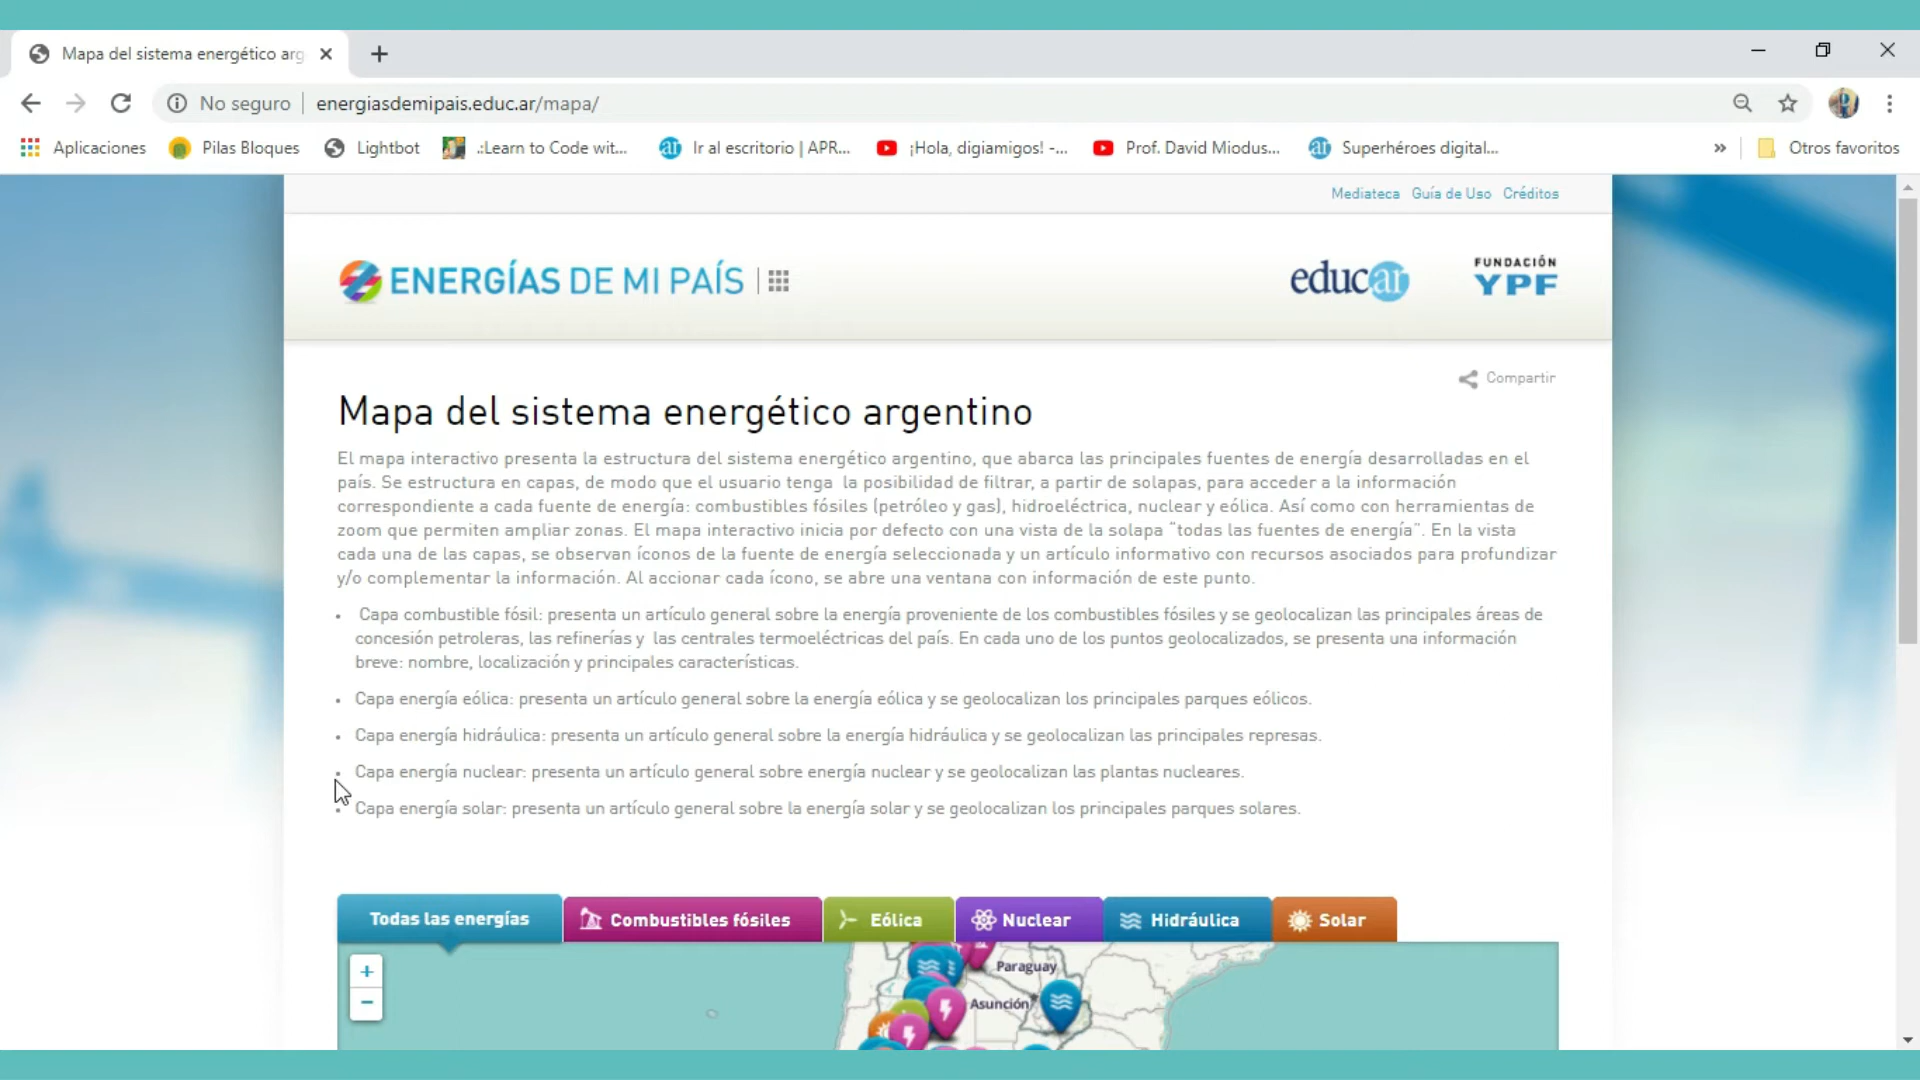 Mapa del sistema energético arg
No seguro energiasdemipais.educ.ar/mapa/
Aplicaciones Pilas Bloques Lightbot .:Learn to Code wit... Ir al escritorio | APR... ¡Hola, digiamigos! -... Prof. David Miodus... Superhéroes digital... » Otros favoritos
Mediateca Guía de Uso Créditos
ENERGÍAS DE MI PAÍS
educar
FUNDACIÓN
YPF
Compartir
Mapa del sistema energético argentino
El mapa interactivo presenta la estructura del sistema energético argentino, que abarca las principales fuentes de energía desarrolladas en el
país. Se estructura en capas, de modo que el usuario tenga la posibilidad de filtrar, a partir de solapas, para acceder a la información
correspondiente a cada fuente de energía: combustibles fósiles (petróleo y gas), hidroeléctrica, nuclear y eólica. Así como con herramientas de
zoom que permiten ampliar zonas. El mapa interactivo inicia por defecto con una vista de la solapa “todas las fuentes de energía”. En la vista
cada una de las capas, se observan íconos de la fuente de energía seleccionada y un artículo informativo con recursos asociados para profundizar
y/o complementar la información. Al accionar cada ícono, se abre una ventana con información de este punto.
• Capa combustible fósil: presenta un artículo general sobre la energía proveniente de los combustibles fósiles y se geolocalizan las principales áreas de
concesión petroleras, las refinerías y las centrales termoeléctricas del país. En cada uno de los puntos geolocalizados, se presenta una información
breve: nombre, localización y principales características.
• Capa energía eólica: presenta un artículo general sobre la energía eólica y se geolocalizan los principales parques eólicos.
• Capa energía hidráulica: presenta un artículo general sobre la energía hidráulica y se geolocalizan las principales represas.
• Capa energía nuclear: presenta un artículo general sobre energía nuclear y se geolocalizan las plantas nucleares.
• Capa energía solar: presenta un artículo general sobre la energía solar y se geolocalizan los principales parques solares.
Todas las energías Combustibles fósiles Eólica Nuclear Hidráulica Solar
+
−
Paraguay
Asunción